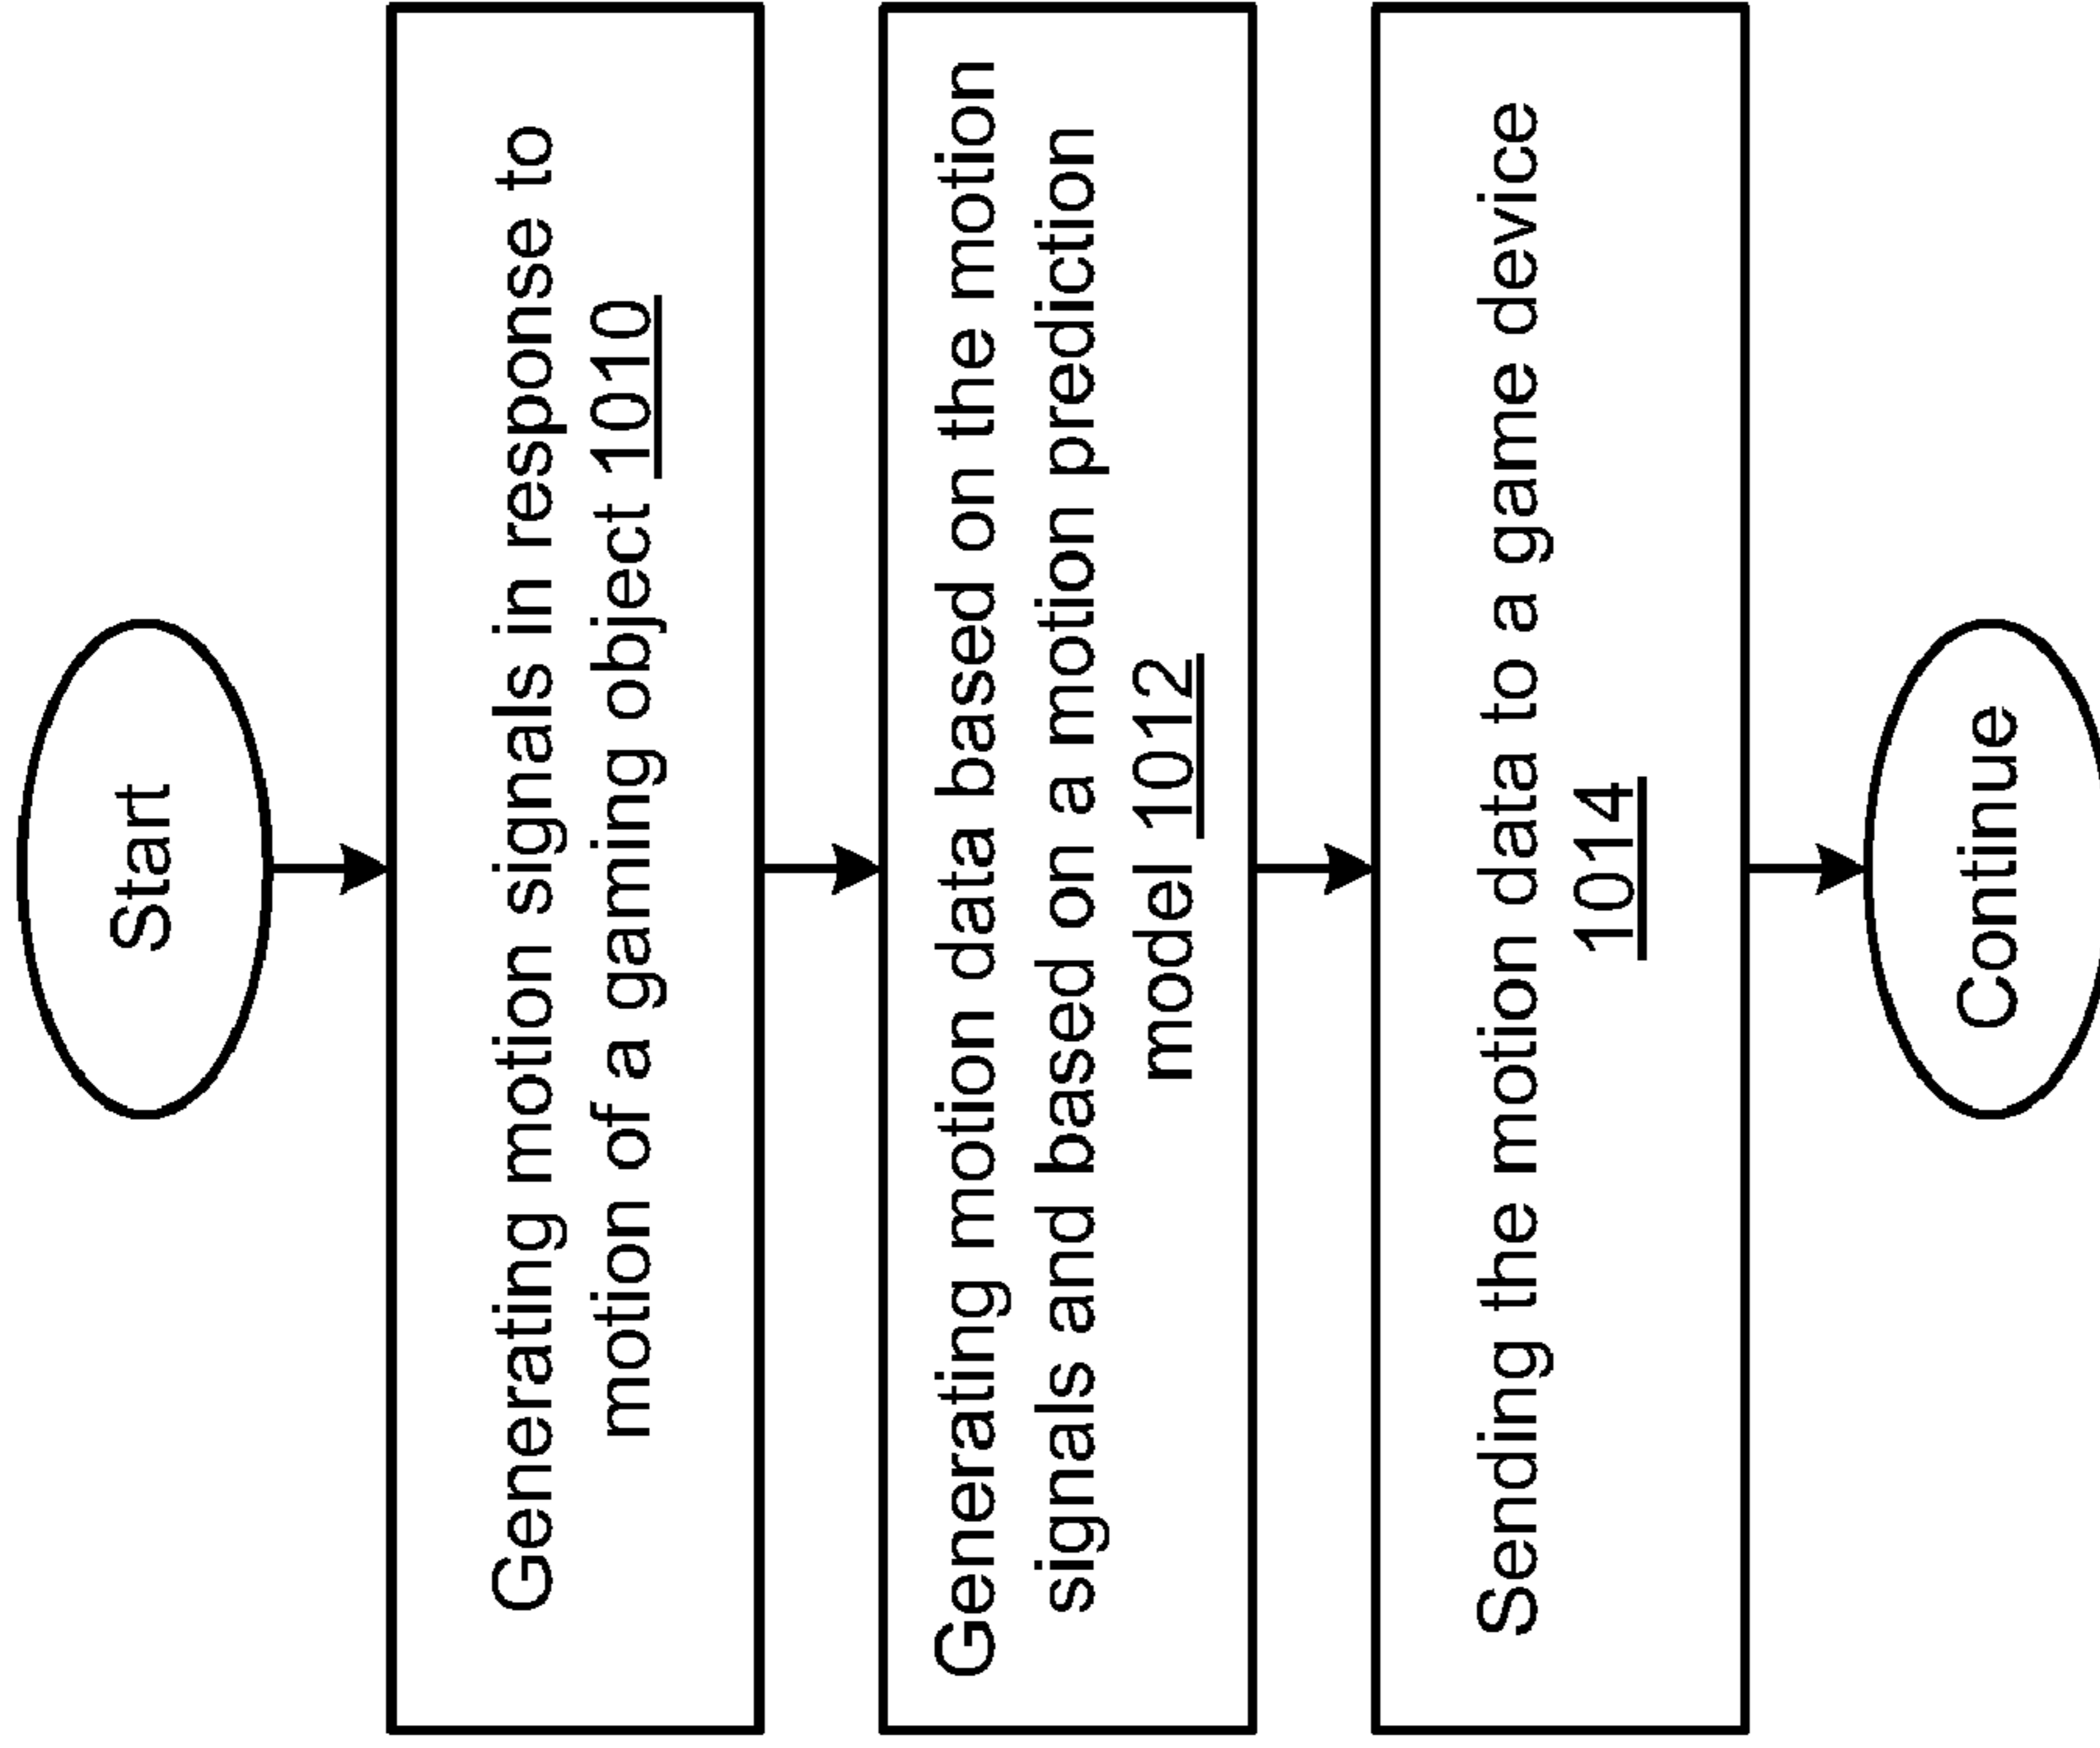 Start
Generating motion signals in response to
motion of a gaming object 1010
Generating motion data based on the motion
signals and based on a motion prediction
model 1012
Sending the motion data to a game device
1014
Continue